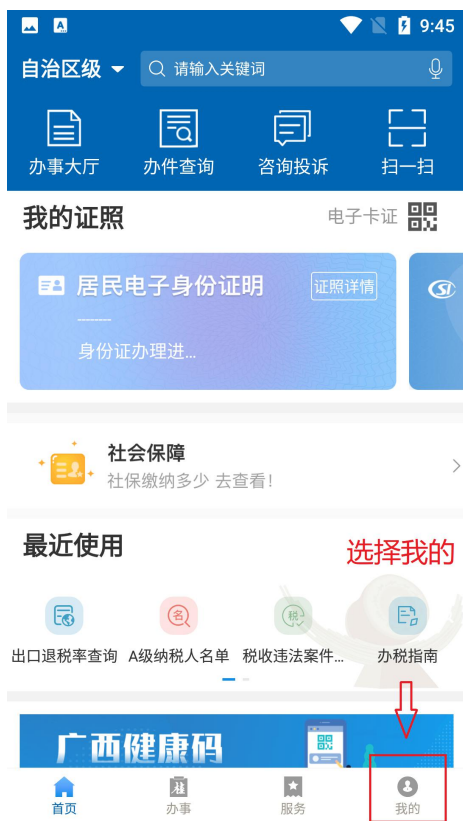 9:45
自治区级
请输入关键词
办事大厅 办件查询 咨询投诉 扫一扫
我的证照 电子卡证
居民电子身份证明 证照详情
--------
身份证办理进...
社会保障
社保缴纳多少 去查看!
最近使用 选择我的
出口退税率查询 A级纳税人名单 税收违法案件... 办税指南
广西健康码
首页 办事 服务 我的